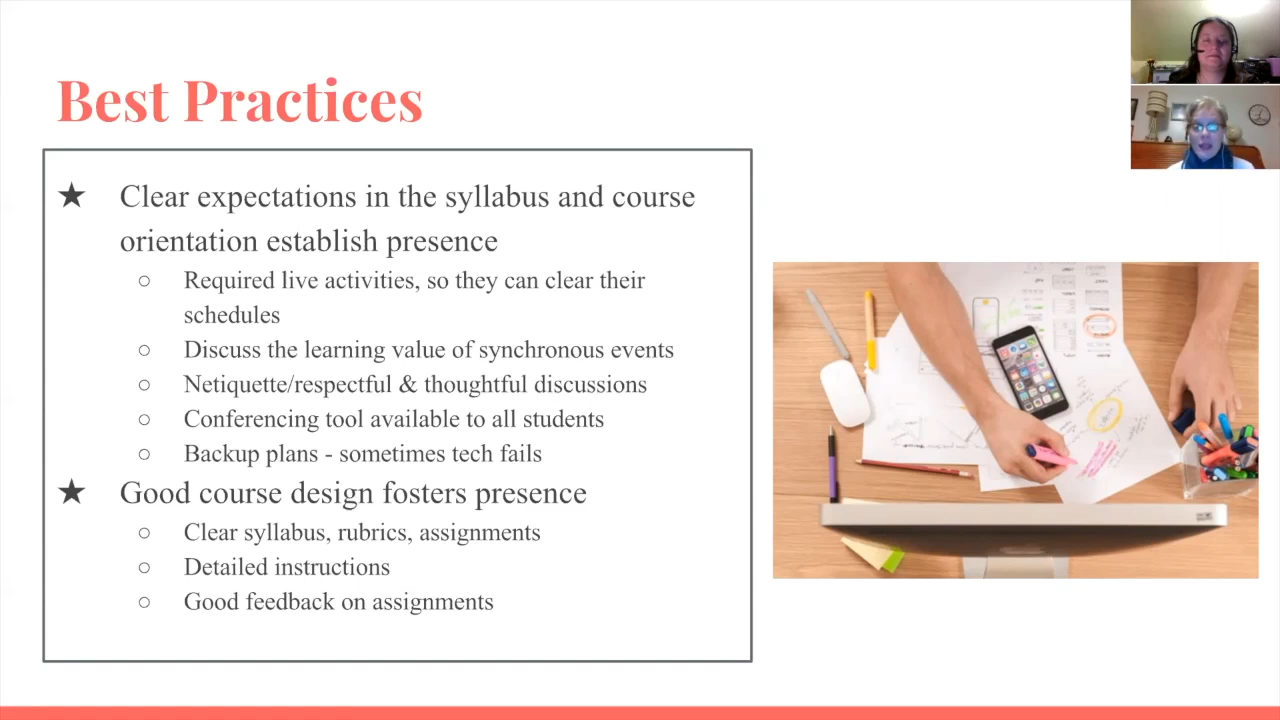 Best Practices
★ Clear expectations in the syllabus and course
orientation establish presence
○ Required live activities, so they can clear their
schedules
○ Discuss the learning value of synchronous events
○ Netiquette/respectful & thoughtful discussions
○ Conferencing tool available to all students
○ Backup plans - sometimes tech fails
★ Good course design fosters presence
○ Clear syllabus, rubrics, assignments
○ Detailed instructions
○ Good feedback on assignments